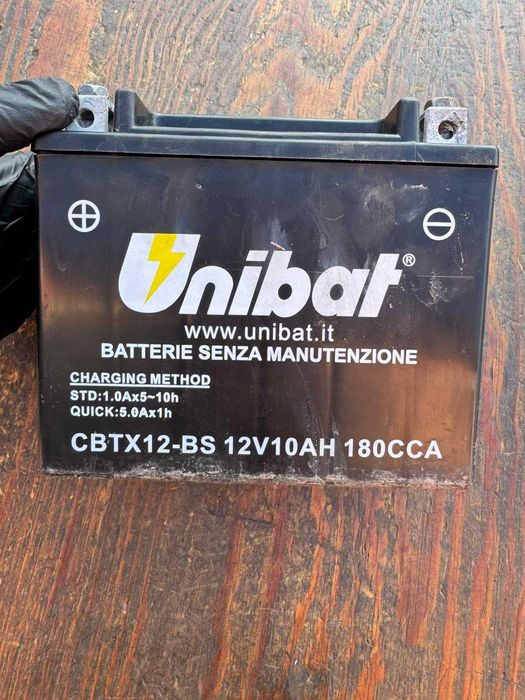 + −
Unibat®
www.unibat.it
BATTERIE SENZA MANUTENZIONE
CHARGING METHOD
STD:1.0Ax5~10h
QUICK:5.0Ax1h
CBTX12-BS 12V10AH 180CCA